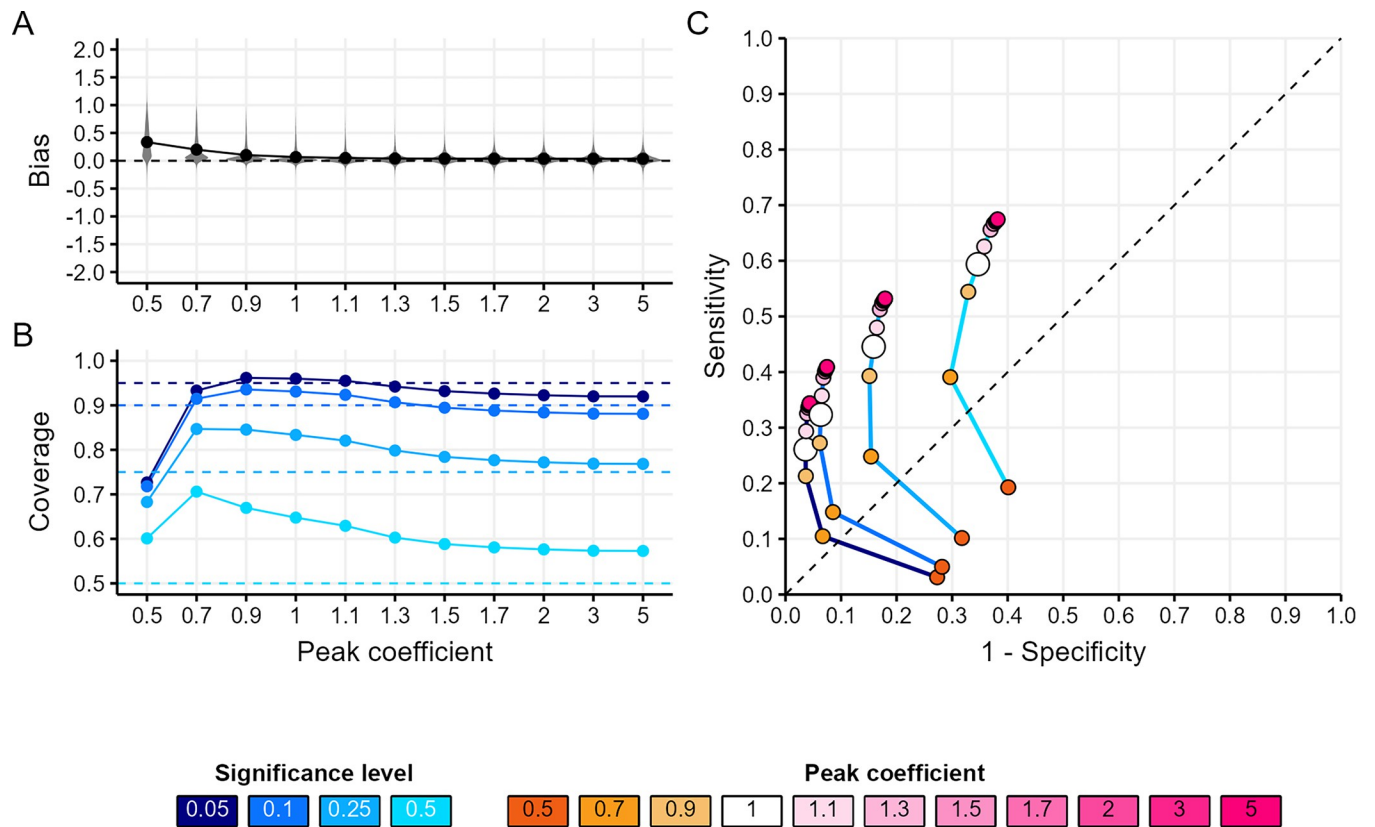 A
2.0
1.5
1.0
0.5
0.0
-0.5
-1.0
-1.5
-2.0
Bias
0.5 0.7 0.9 1 1.1 1.3 1.5 1.7 2 3 5
B
1.0
0.9
0.8
0.7
0.6
0.5
Coverage
0.5 0.7 0.9 1 1.1 1.3 1.5 1.7 2 3 5
Peak coefficient
C
1.0
0.9
0.8
0.7
0.6
0.5
0.4
0.3
0.2
0.1
0.0
Sensitivity
0.0 0.1 0.2 0.3 0.4 0.5 0.6 0.7 0.8 0.9 1.0
1 - Specificity
Significance level
0.05 0.1 0.25 0.5
Peak coefficient
0.5 0.7 0.9 1 1.1 1.3 1.5 1.7 2 3 5